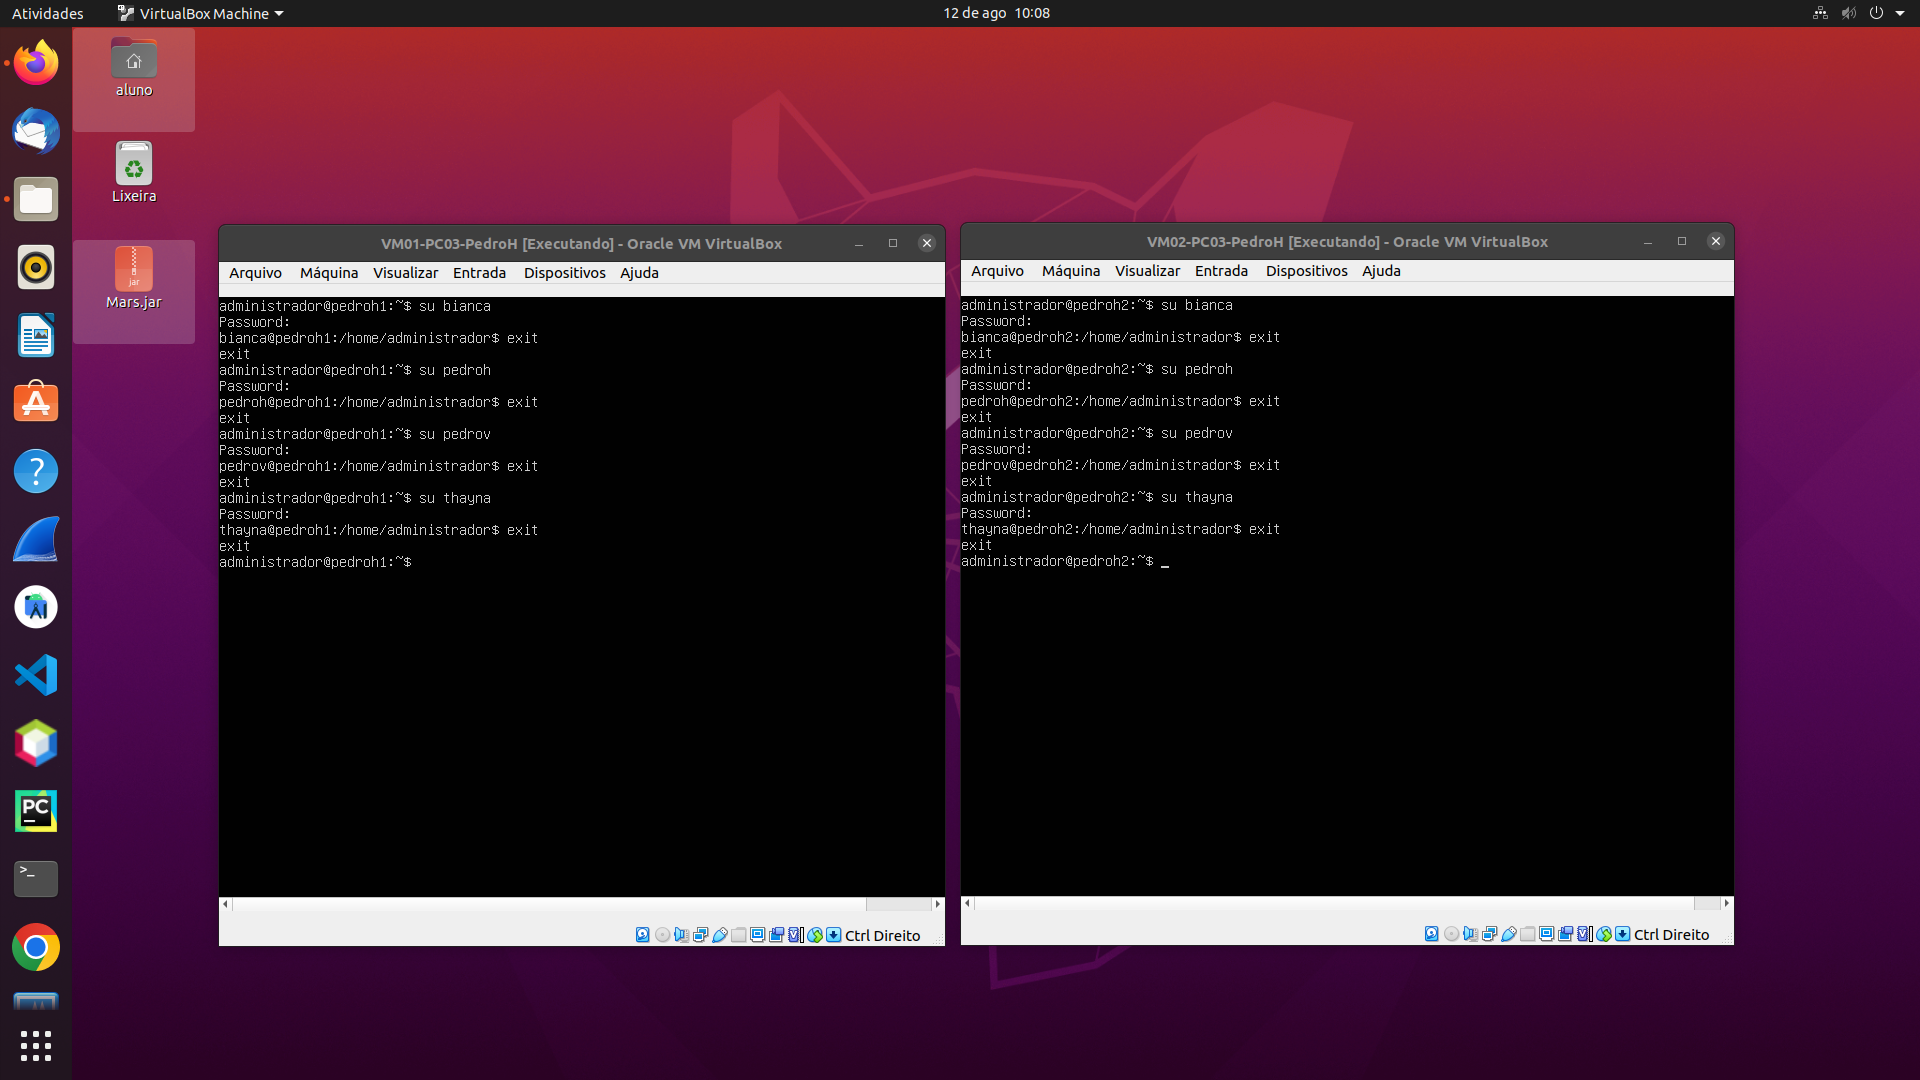 Atividades
VirtualBox Machine
12 de ago 10:08
aluno
Lixeira
Mars.jar
jar
VM01-PC03-PedroH [Executando] - Oracle VM VirtualBox
Arquivo Máquina Visualizar Entrada Dispositivos Ajuda
administrador@pedroh1:~$ su bianca
Password:
bianca@pedroh1:/home/administrador$ exit
exit
administrador@pedroh1:~$ su pedroh
Password:
pedroh@pedroh1:/home/administrador$ exit
exit
administrador@pedroh1:~$ su pedrov
Password:
pedrov@pedroh1:/home/administrador$ exit
exit
administrador@pedroh1:~$ su thayna
Password:
thayna@pedroh1:/home/administrador$ exit
exit
administrador@pedroh1:~$
Ctrl Direito
VM02-PC03-PedroH [Executando] - Oracle VM VirtualBox
Arquivo Máquina Visualizar Entrada Dispositivos Ajuda
administrador@pedroh2:~$ su bianca
Password:
bianca@pedroh2:/home/administrador$ exit
exit
administrador@pedroh2:~$ su pedroh
Password:
pedroh@pedroh2:/home/administrador$ exit
exit
administrador@pedroh2:~$ su pedrov
Password:
pedrov@pedroh2:/home/administrador$ exit
exit
administrador@pedroh2:~$ su thayna
Password:
thayna@pedroh2:/home/administrador$ exit
exit
administrador@pedroh2:~$ _
Ctrl Direito
PC